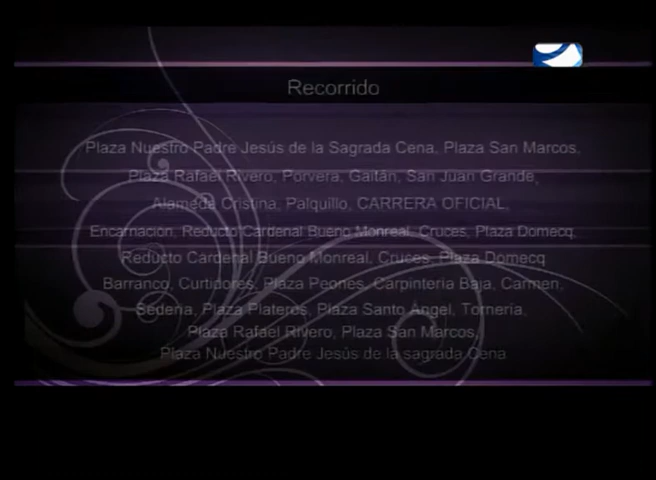 Recorrido
Plaza Nuestro Padre Jesús de la Sagrada Cena, Plaza San Marcos,
Plaza Rafael Rivero, Porvera, Gaitán, San Juan Grande,
Alameda Cristina, Palquillo, CARRERA OFICIAL,
Encarnación, Reducto Cardenal Bueno Monreal, Cruces, Plaza Domecq,
Reducto Cardenal Bueno Monreal, Cruces, Plaza Domecq
Barranco, Curtidores, Plaza Peones, Carpintería Baja, Carmen,
Sedería, Plaza Plateros, Plaza Santo Ángel, Tornería,
Plaza Rafael Rivero, Plaza San Marcos,
Plaza Nuestro Padre Jesús de la sagrada Cena